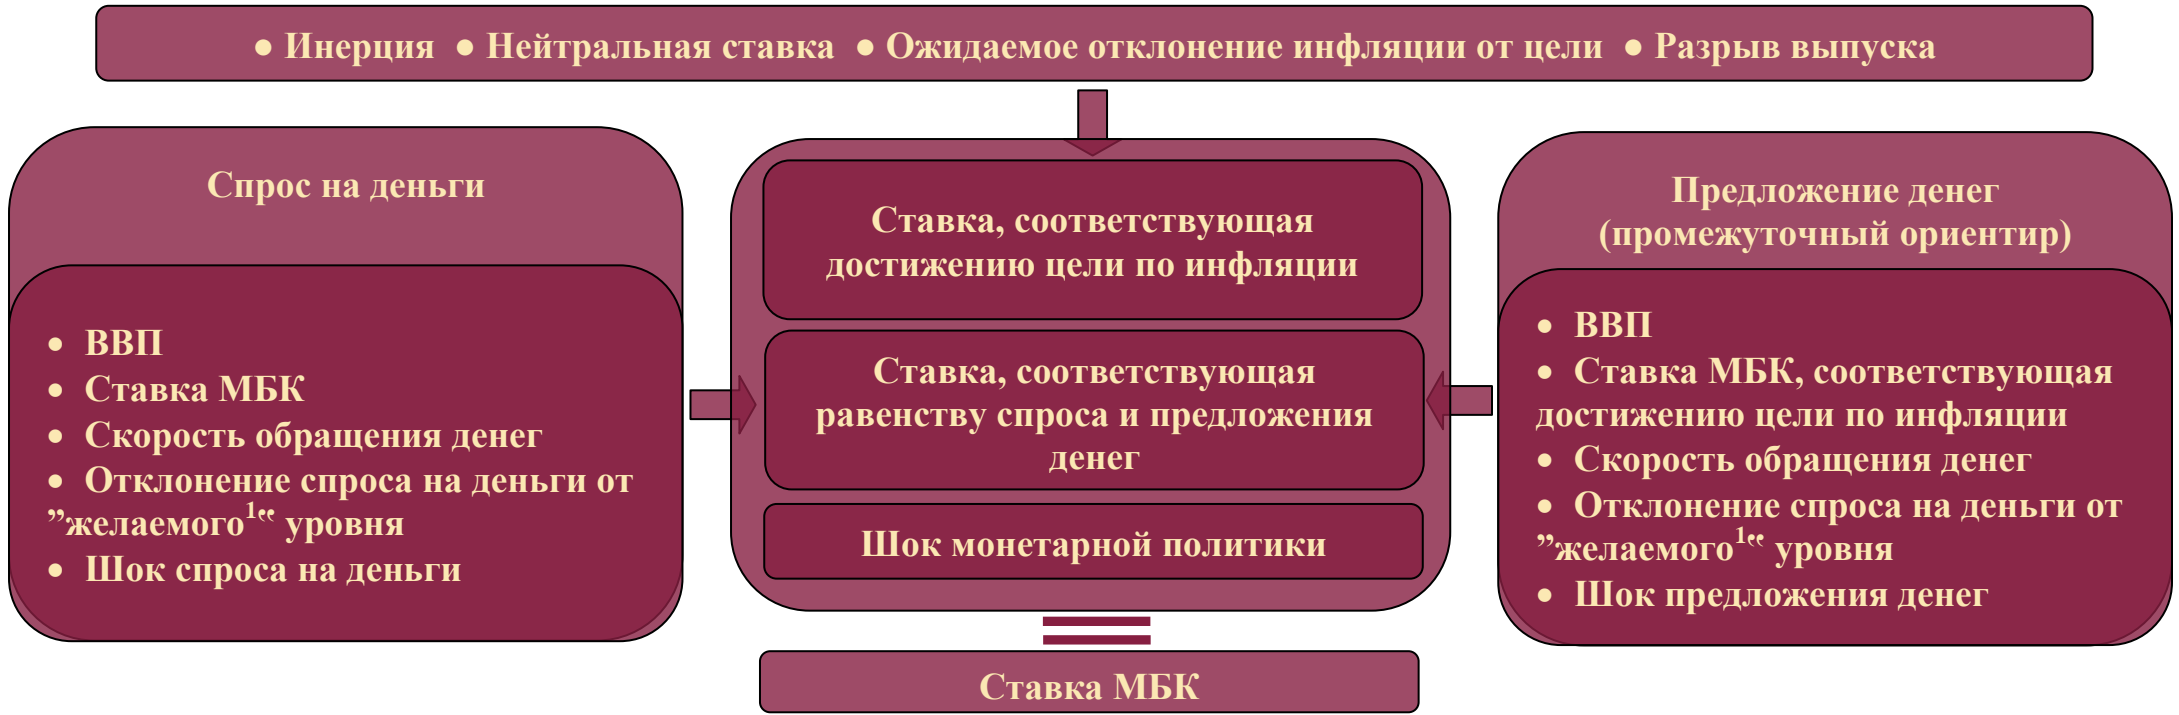 ● Инерция ● Нейтральная ставка ● Ожидаемое отклонение инфляции от цели ● Разрыв выпуска
Спрос на деньги
● ВВП
● Ставка МБК
● Скорость обращения денег
● Отклонение спроса на деньги от
”желаемого¹“ уровня
● Шок спроса на деньги
Ставка, соответствующая
достижению цели по инфляции
Ставка, соответствующая
равенству спроса и предложения
денег
Шок монетарной политики
Предложение денег
(промежуточный ориентир)
● ВВП
● Ставка МБК, соответствующая
достижению цели по инфляции
● Скорость обращения денег
● Отклонение спроса на деньги от
”желаемого¹“ уровня
● Шок предложения денег
Ставка МБК